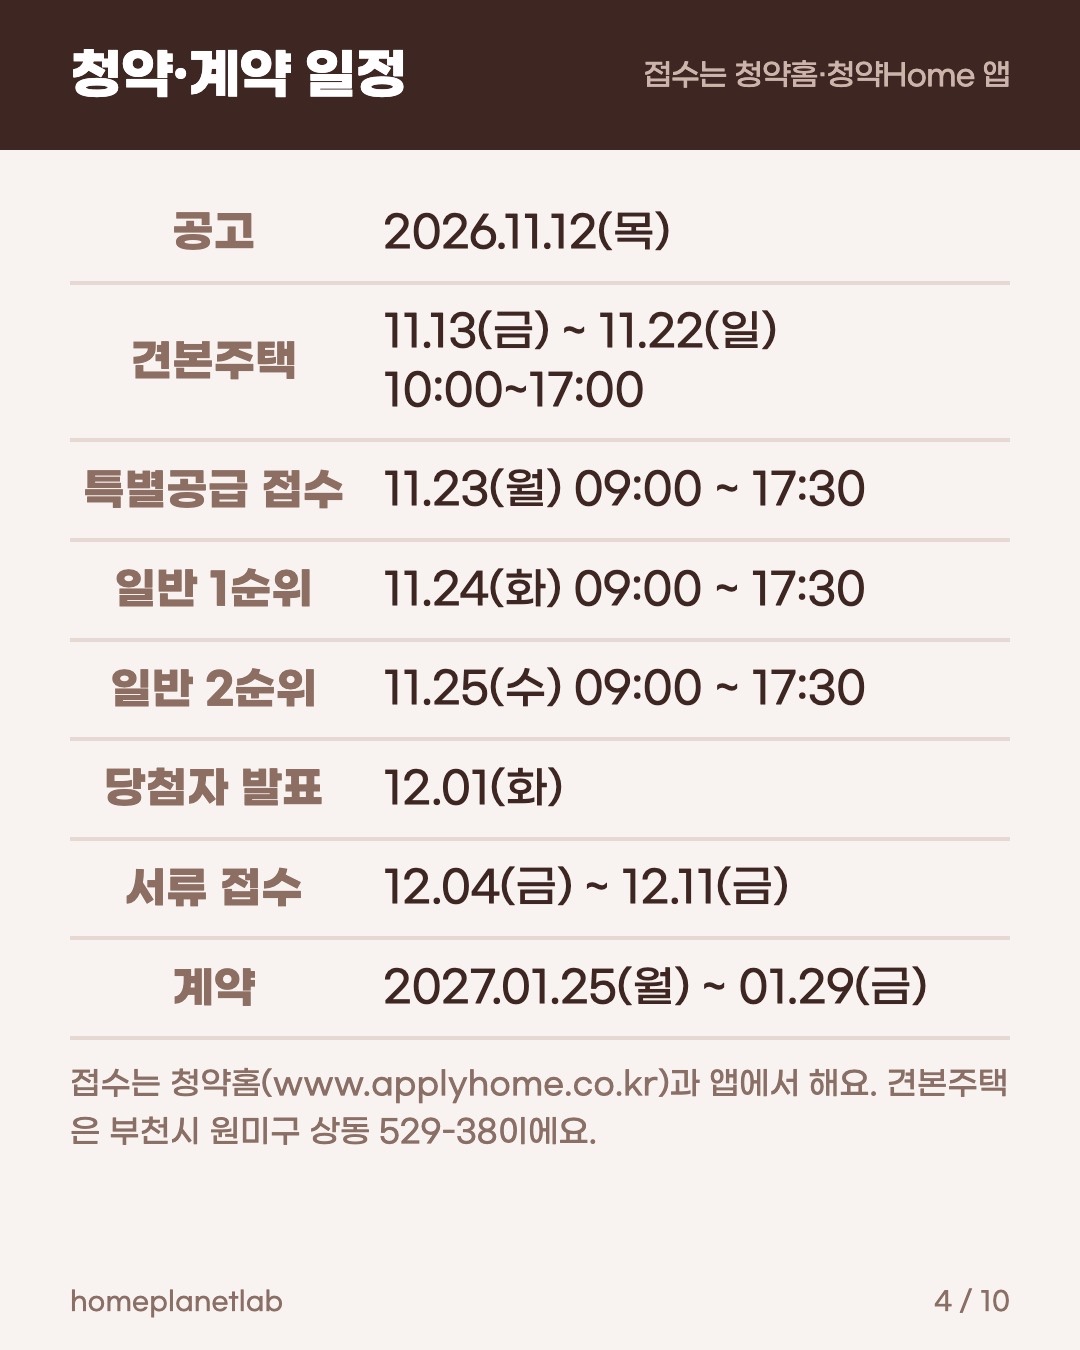 청약·계약 일정
접수는 청약홈·청약Home 앱
공고 2026.11.12(목)
견본주택 11.13(금) ~ 11.22(일)
10:00~17:00
특별공급 접수 11.23(월) 09:00 ~ 17:30
일반 1순위 11.24(화) 09:00 ~ 17:30
일반 2순위 11.25(수) 09:00 ~ 17:30
당첨자 발표 12.01(화)
서류 접수 12.04(금) ~ 12.11(금)
계약 2027.01.25(월) ~ 01.29(금)
접수는 청약홈(www.applyhome.co.kr)과 앱에서 해요. 견본주택
은 부천시 원미구 상동 529-38이에요.
homeplanetlab
4 / 10